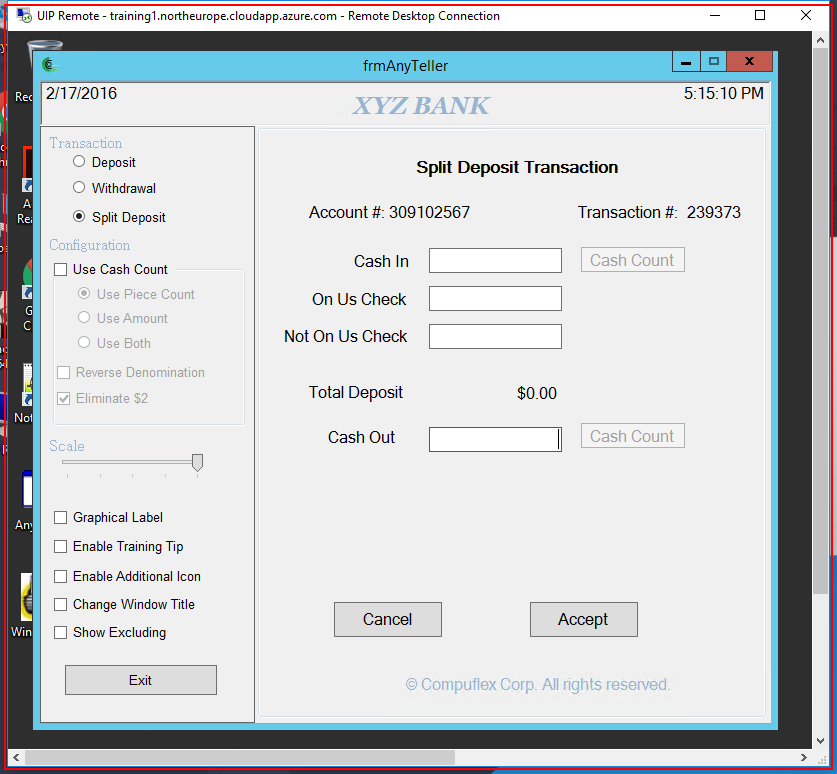 UIP Remote - training1.northeurope.cloudapp.azure.com - Remote Desktop Connection
frmAnyTeller
2/17/2016
XYZ BANK
5:15:10 PM
Transaction
Deposit
Withdrawal
Split Deposit
Configuration
Use Cash Count
Use Piece Count
Use Amount
Use Both
Reverse Denomination
Eliminate $2
Scale
Graphical Label
Enable Training Tip
Enable Additional Icon
Change Window Title
Show Excluding
Exit
Split Deposit Transaction
Account #: 309102567 Transaction #: 239373
Cash In Cash Count
On Us Check
Not On Us Check
Total Deposit $0.00
Cash Out Cash Count
Cancel Accept
© Compuflex Corp. All rights reserved.